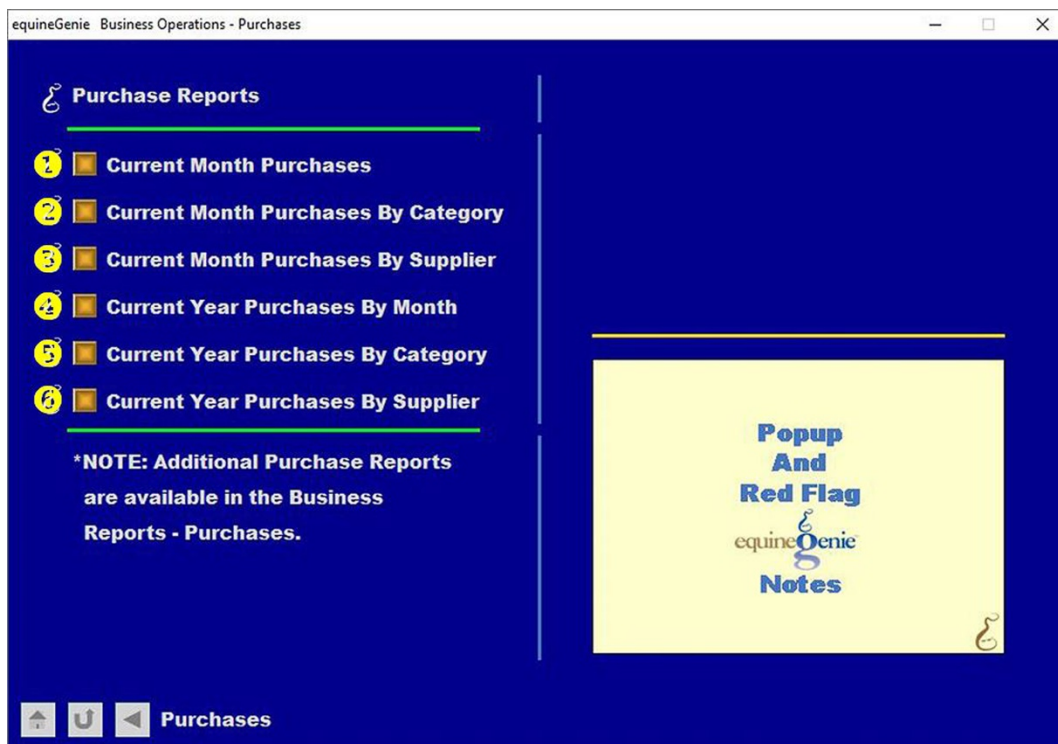 equineGenie Business Operations - Purchases
Purchase Reports
1 Current Month Purchases
2 Current Month Purchases By Category
3 Current Month Purchases By Supplier
4 Current Year Purchases By Month
5 Current Year Purchases By Category
6 Current Year Purchases By Supplier
*NOTE: Additional Purchase Reports
are available in the Business
Reports - Purchases.
Popup
And
Red Flag
equineGenie
Notes
Purchases